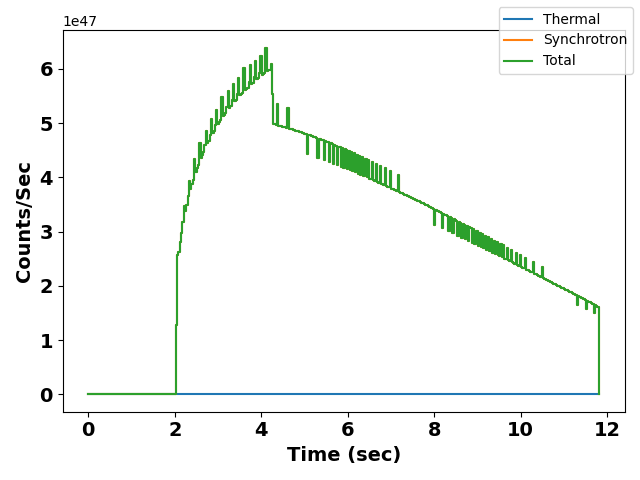 1e47
Thermal
Synchrotron
Total
Counts/Sec
6
5
4
3
2
1
0
0 2 4 6 8 10 12
Time (sec)